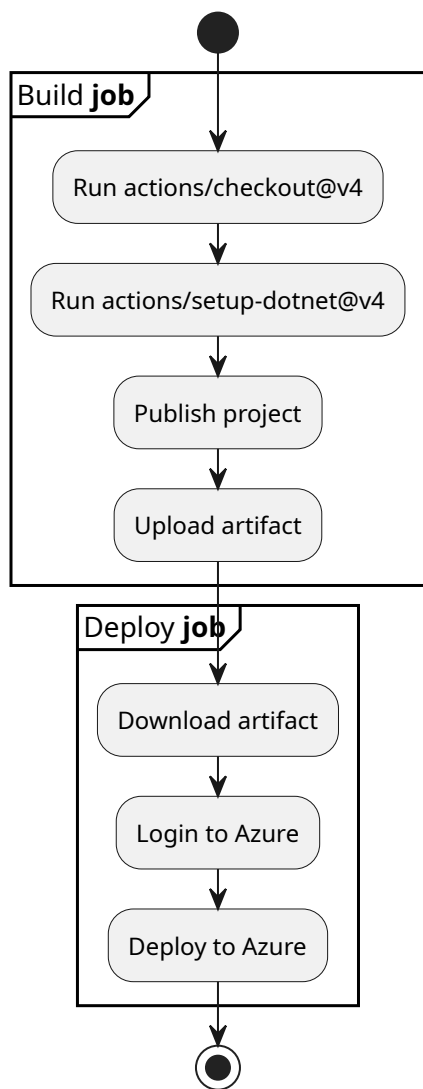 Build job
Run actions/checkout@v4
Run actions/setup-dotnet@v4
Publish project
Upload artifact
Deploy job
Download artifact
Login to Azure
Deploy to Azure